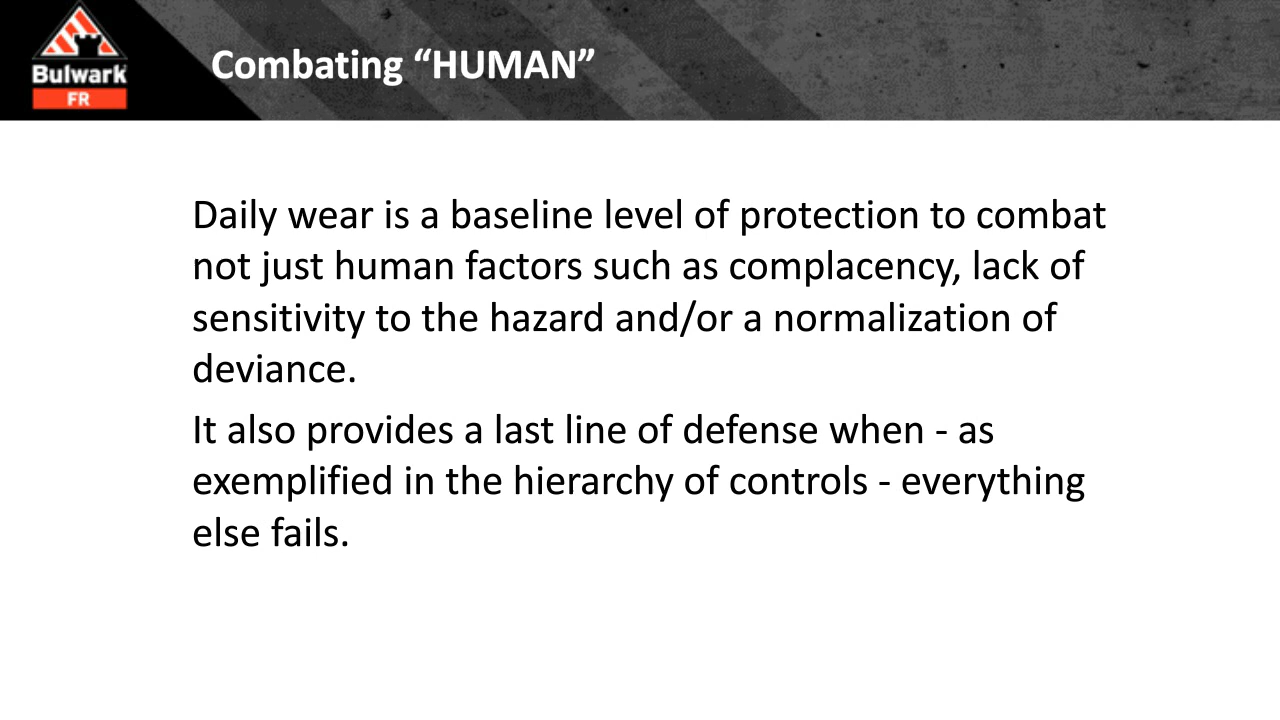 Bulwark
FR
Combating “HUMAN”
Daily wear is a baseline level of protection to combat
not just human factors such as complacency, lack of
sensitivity to the hazard and/or a normalization of
deviance.
It also provides a last line of defense when - as
exemplified in the hierarchy of controls - everything
else fails.